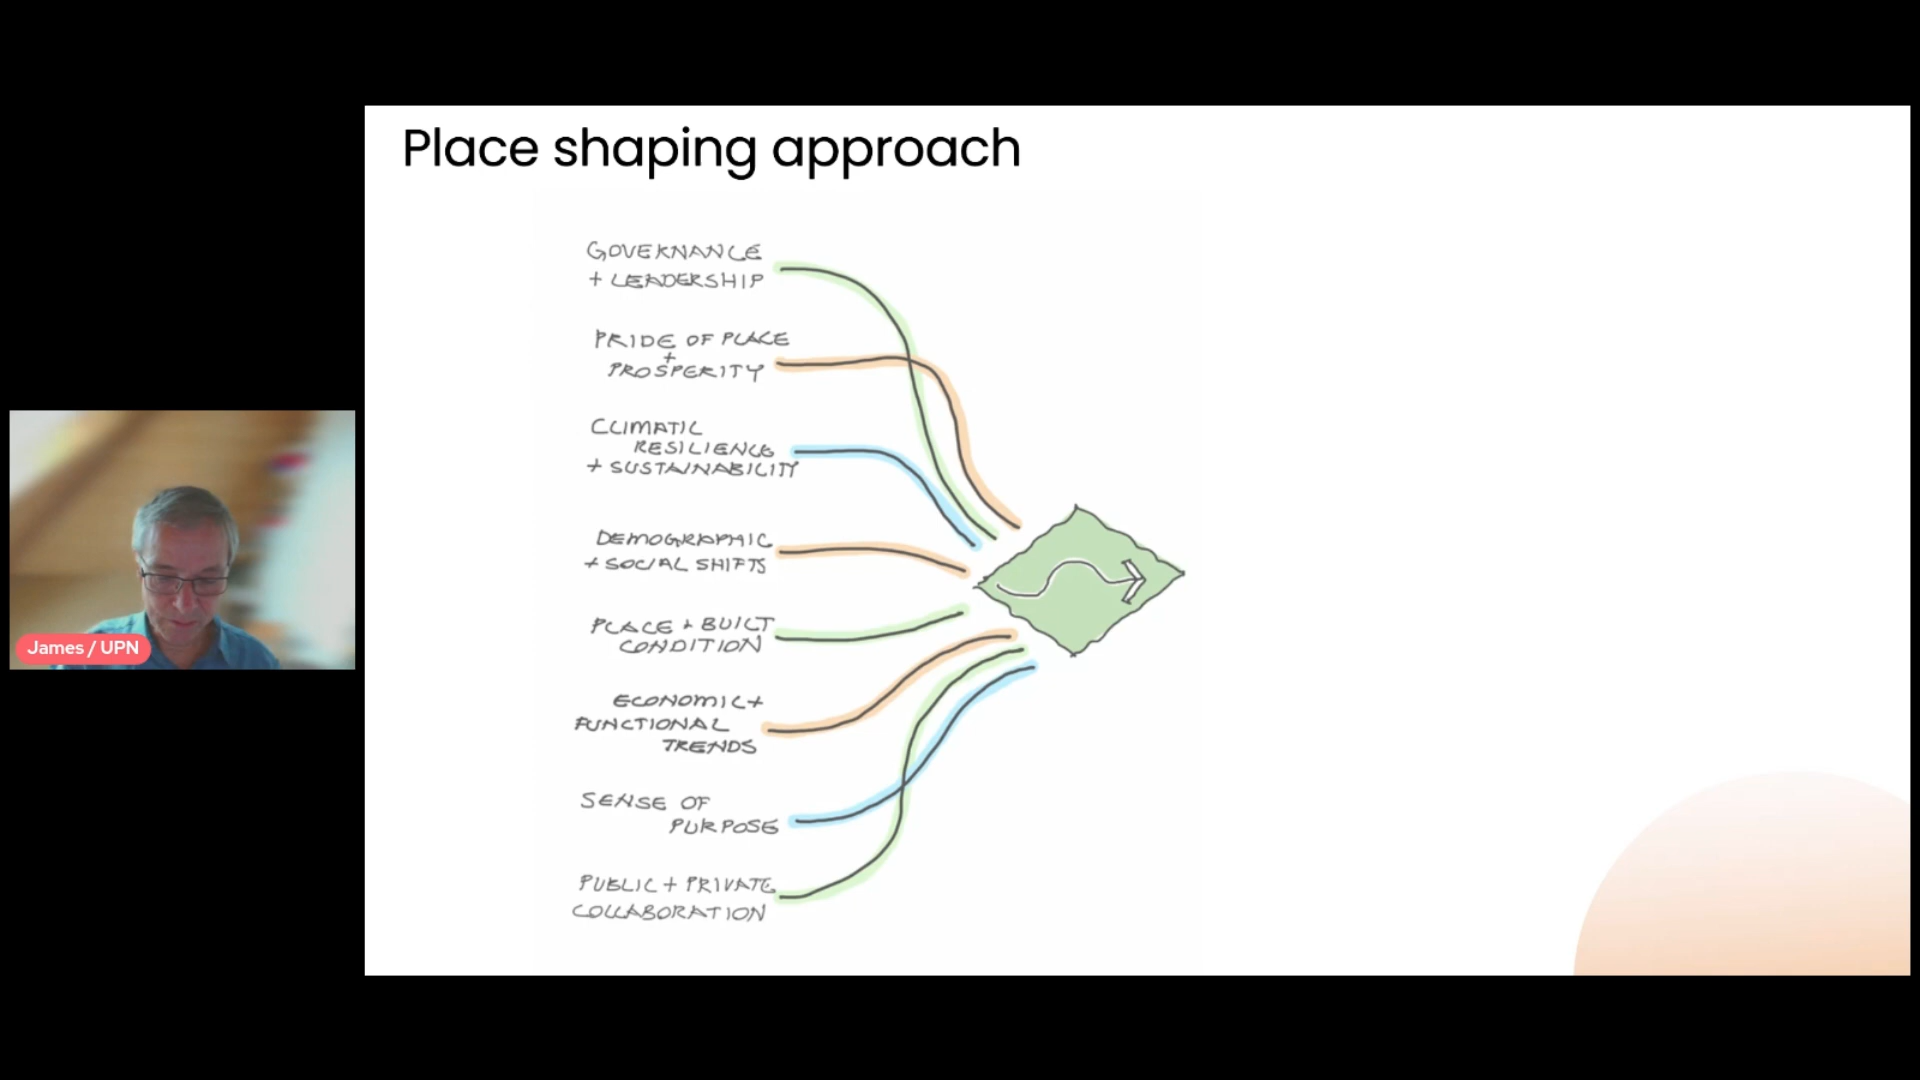 Place shaping approach
GOVERNANCE
+ LEADERSHIP
PRIDE OF PLACE
+
PROSPERITY
CLIMATIC
RESILIENCE
+ SUSTAINABILITY
DEMOGRAPHIC
+ SOCIAL SHIFTS
PLACE + BUILT
CONDITION
ECONOMIC +
FUNCTIONAL
TRENDS
SENSE OF
PURPOSE
PUBLIC + PRIVATE
COLLABORATION
James / UPN